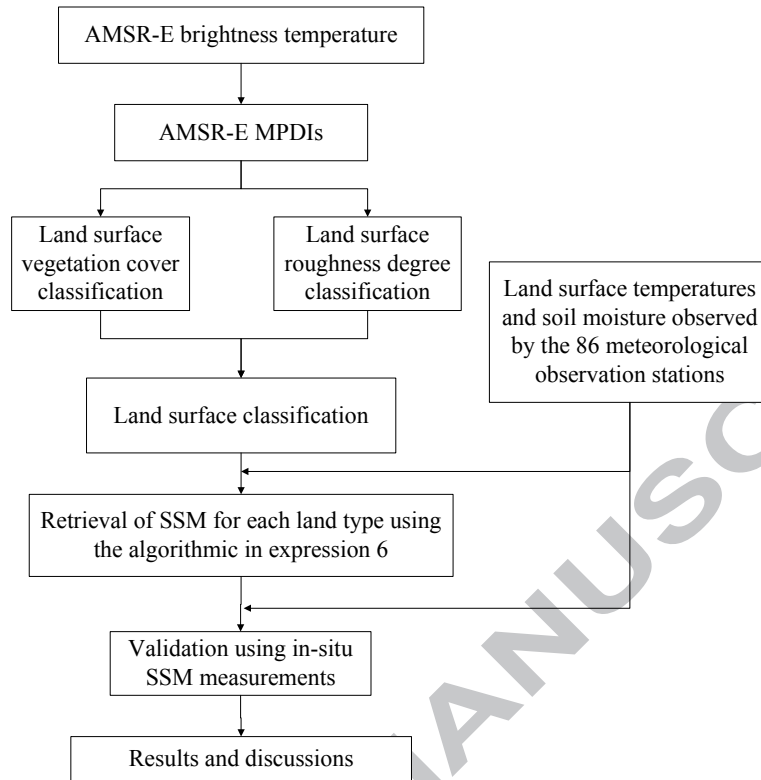 AMSR-E brightness temperature
AMSR-E MPDIs
Land surface
vegetation cover
classification
Land surface
roughness degree
classification
Land surface temperatures
and soil moisture observed
by the 86 meteorological
observation stations
Land surface classification
Retrieval of SSM for each land type using
the algorithmic in expression 6
Validation using in-situ
SSM measurements
Results and discussions